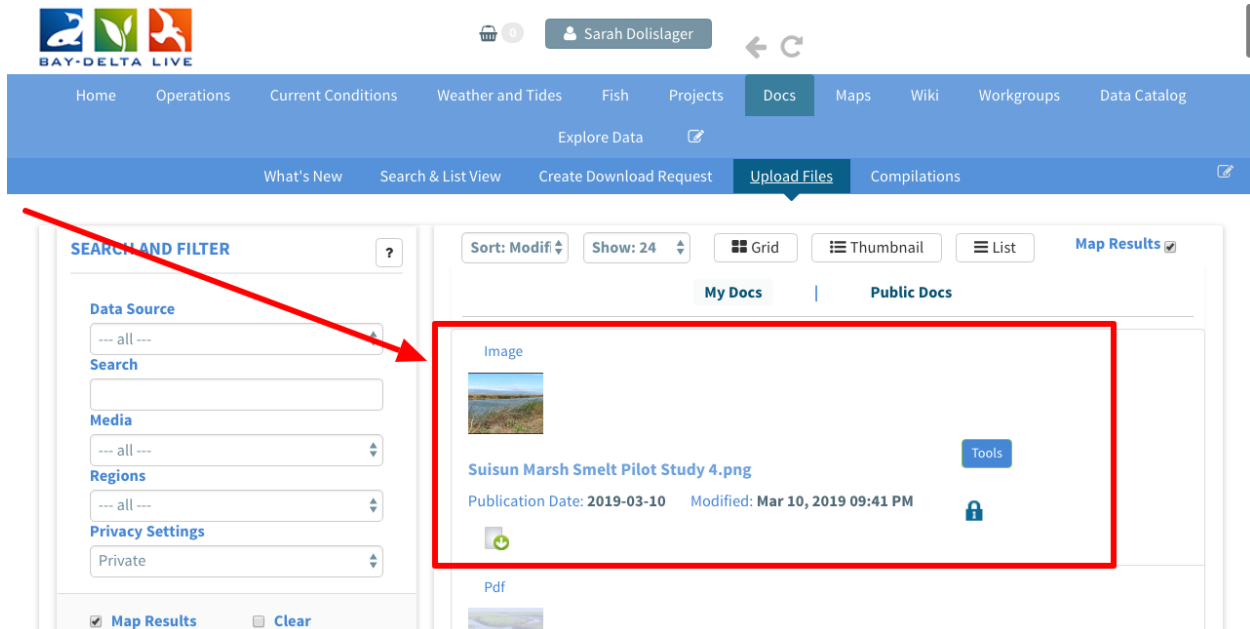 BAY-DELTA LIVE
0
Sarah Dolislager
Home Operations Current Conditions Weather and Tides Fish Projects Docs Maps Wiki Workgroups Data Catalog
Explore Data
What's New Search & List View Create Download Request Upload Files Compilations
SEARCH AND FILTER
?
Data Source
--- all ---
Search
Media
--- all ---
Regions
--- all ---
Privacy Settings
Private
Map Results Clear
Sort: Modifi Show: 24 Grid Thumbnail List Map Results
My Docs | Public Docs
Image
Tools
Suisun Marsh Smelt Pilot Study 4.png
Publication Date: 2019-03-10 Modified: Mar 10, 2019 09:41 PM
Pdf